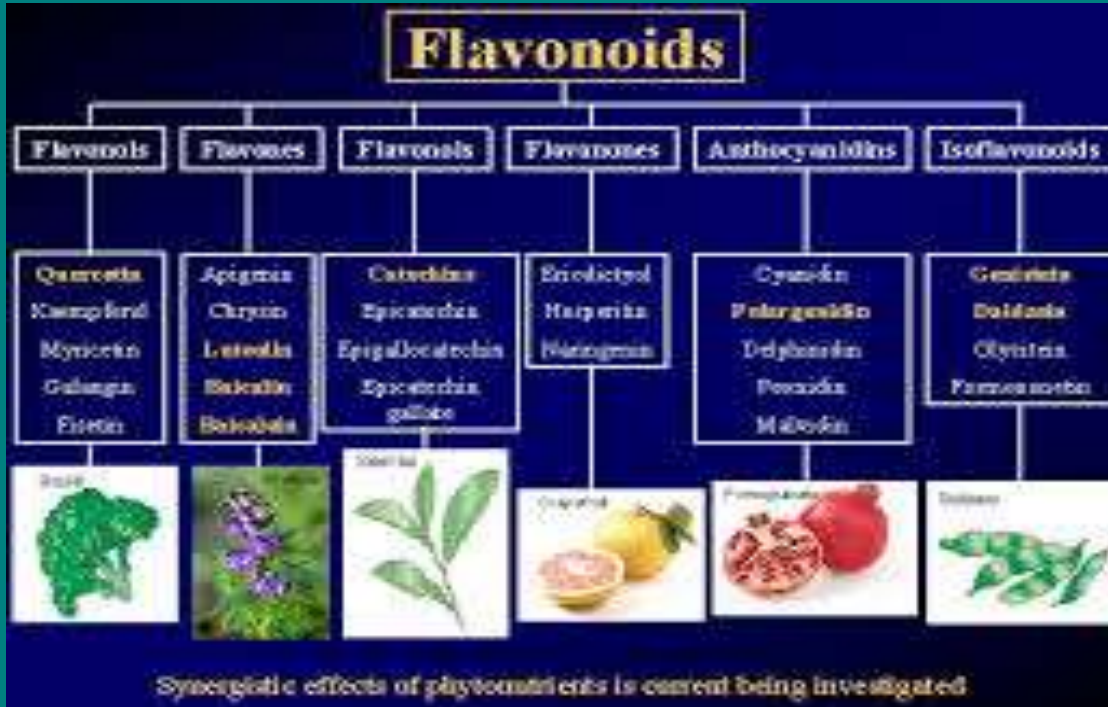 Flavonoids
Flavonols
Flavones
Flavonols
Flavanones
Anthocyanidins
Isoflavonoids
Quercetin
Kaempferol
Myricetin
Galangin
Fisetin
Apigenin
Chrysin
Luteolin
Baicalin
Baicalein
Catechins
Epicatechin
Epigallocatechin
Epicatechin
gallate
Eriodictyol
Hesperitin
Naringenin
Cyanidin
Pelargonidin
Delphinidin
Peonidin
Malvidin
Genistein
Daidzein
Glycitein
Formononetin
Grapefruit
Pomegranate
Synergistic effects of phytonutrients is current being investigated